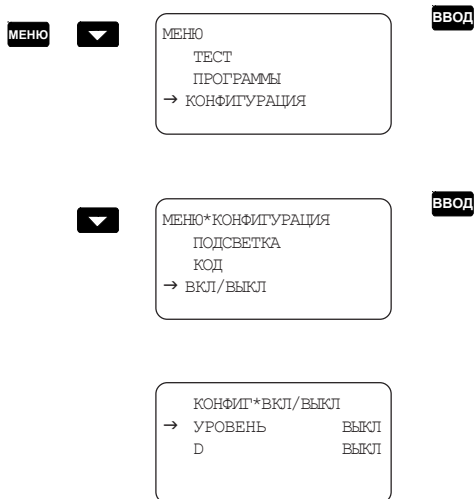 ВВОД
МЕНЮ
МЕНЮ
ТЕСТ
ПРОГРАММЫ
→ КОНФИГУРАЦИЯ
ВВОД
МЕНЮ*КОНФИГУРАЦИЯ
ПОДСВЕТКА
КОД
→ ВКЛ/ВЫКЛ
КОНФИГ*ВКЛ/ВЫКЛ
→ УРОВЕНЬ ВЫКЛ
D ВЫКЛ